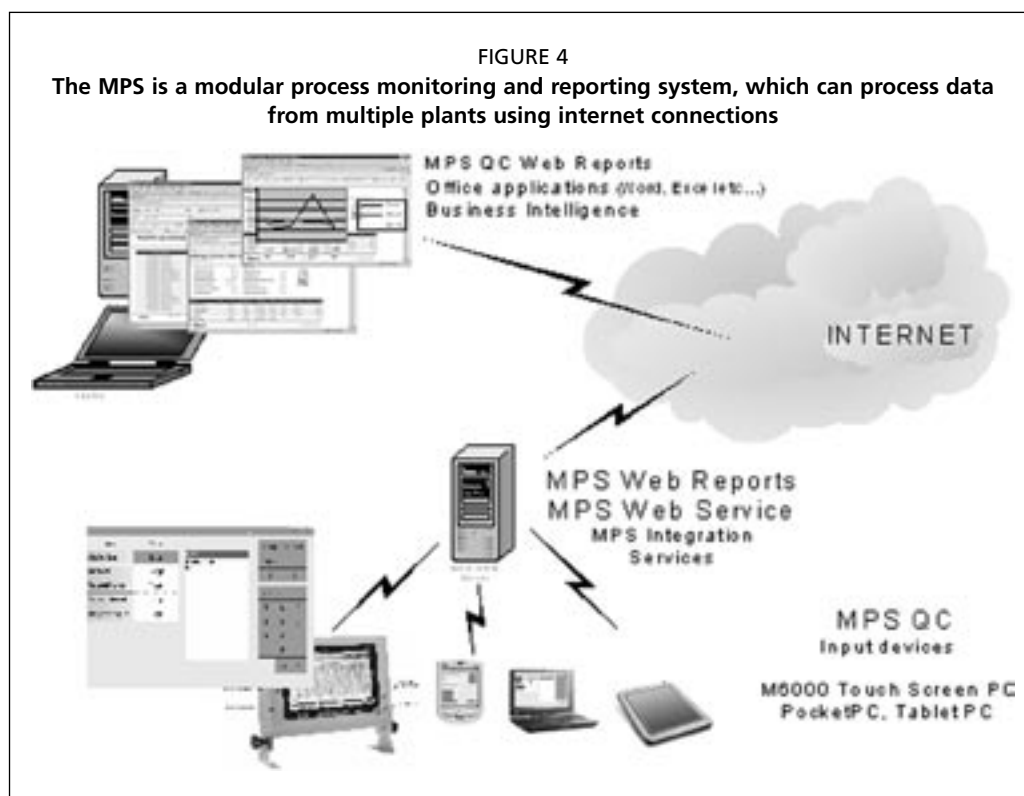 FIGURE 4
The MPS is a modular process monitoring and reporting system, which can process data
from multiple plants using internet connections
MPS QC Web Reports
Office applications (Word, Excel etc...)
Business Intelligence
INTERNET
MPS Web Reports
MPS Web Service
MPS Integration
Services
MPS QC
Input devices
M6000 Touch Screen PC
PocketPC, Tablet PC